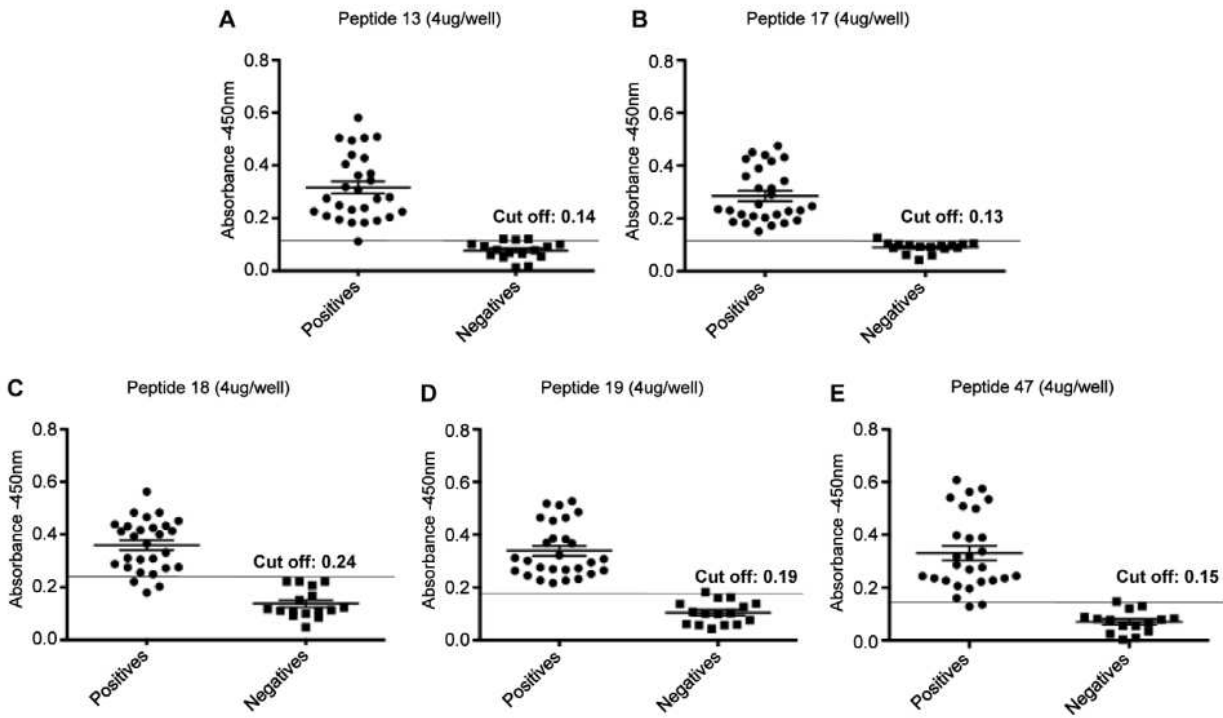 A
Peptide 13 (4ug/well)
Absorbance -450nm
0.8
0.6
0.4
0.2
0.0
Cut off: 0.14
Positives
Negatives
B
Peptide 17 (4ug/well)
Absorbance -450nm
0.8
0.6
0.4
0.2
0.0
Cut off: 0.13
Positives
Negatives
C
Peptide 18 (4ug/well)
Absorbance -450nm
0.8
0.6
0.4
0.2
0.0
Cut off: 0.24
Positives
Negatives
D
Peptide 19 (4ug/well)
Absorbance -450nm
0.8
0.6
0.4
0.2
0.0
Cut off: 0.19
Positives
Negatives
E
Peptide 47 (4ug/well)
Absorbance -450nm
0.8
0.6
0.4
0.2
0.0
Cut off: 0.15
Positives
Negatives